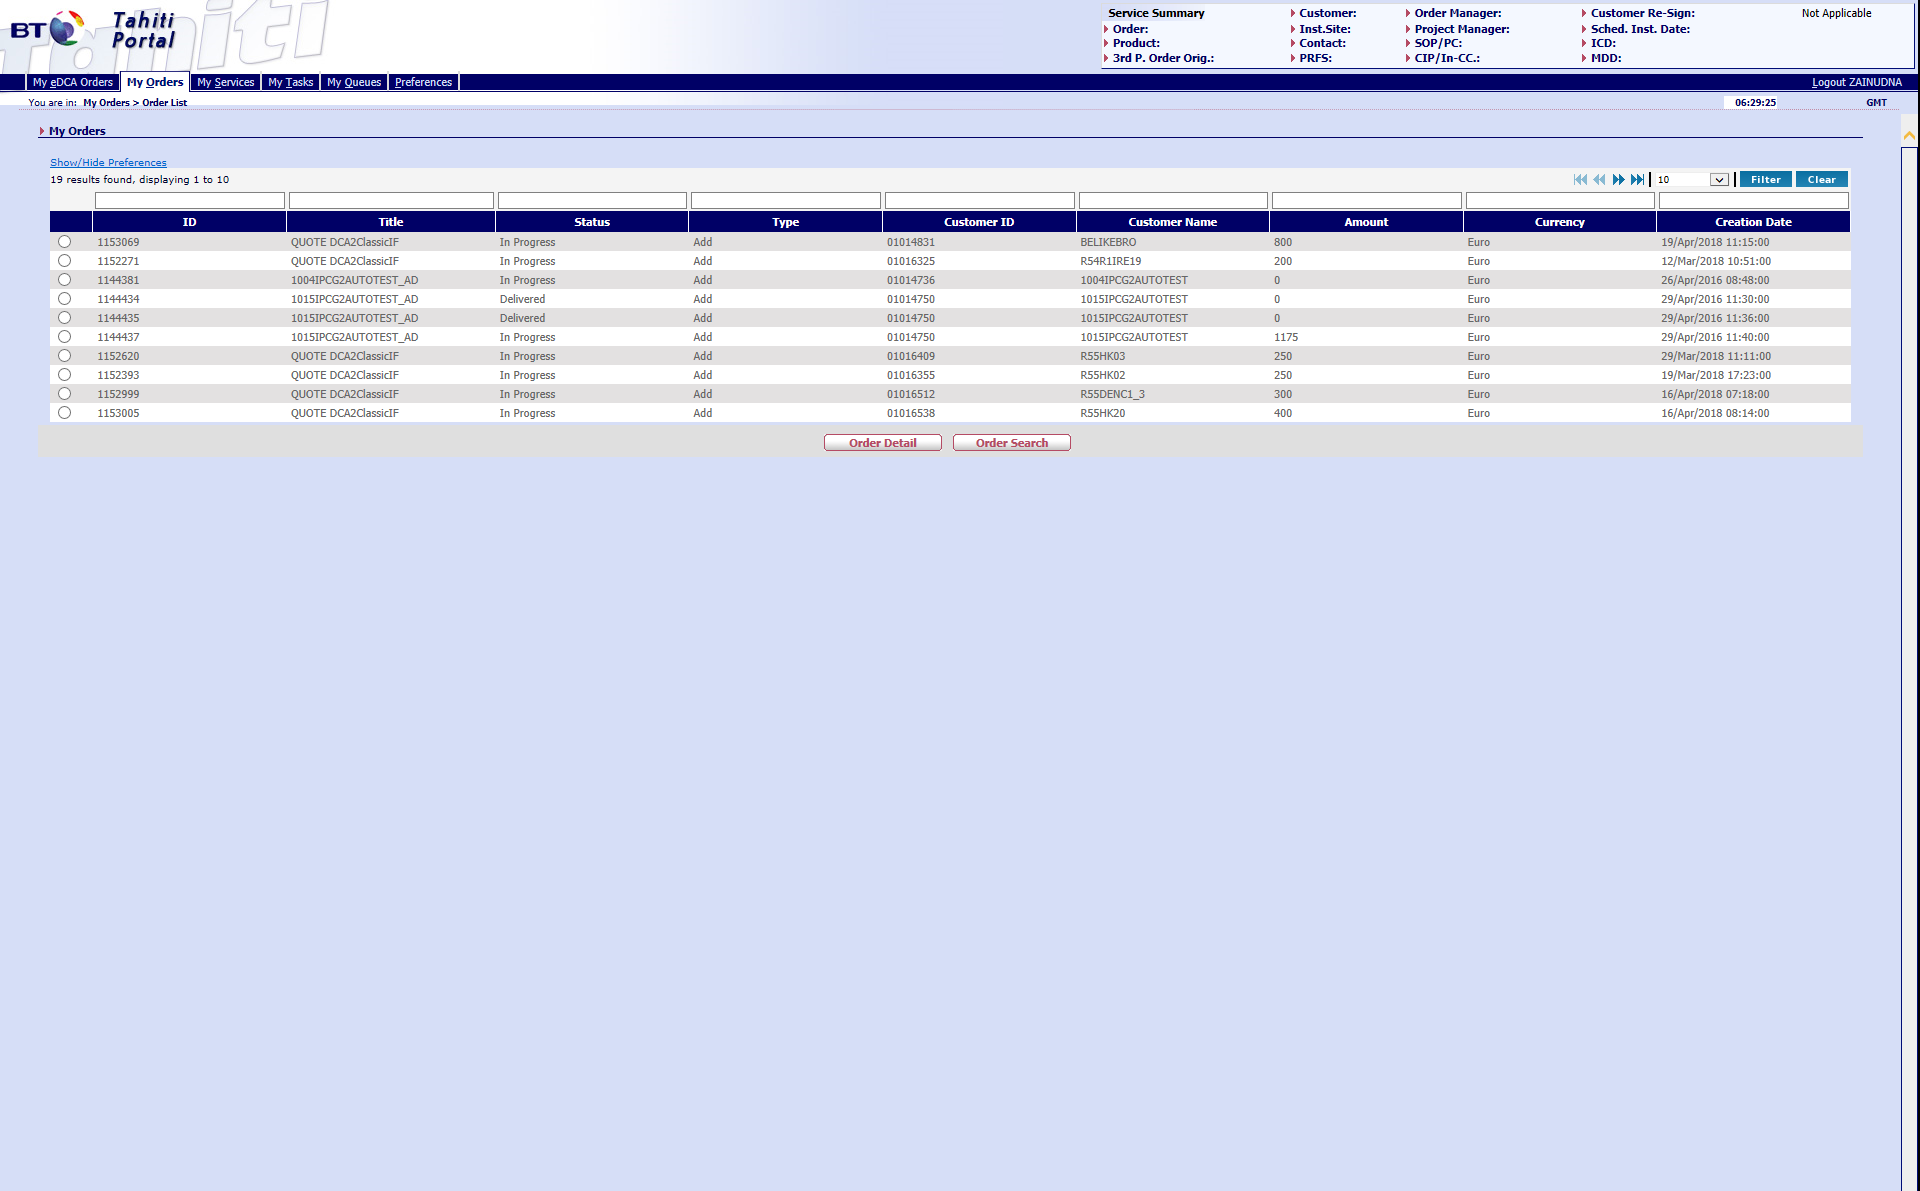 BT Tahiti Portal
Tahiti
Service Summary
Customer: Order Manager: Customer Re-Sign: Not Applicable
Order: Inst.Site: Project Manager: Sched. Inst. Date:
Product: Contact: SOP/PC: ICD:
3rd P. Order Orig.: PRFS: CIP/In-CC.: MDD:
My eDCA Orders My Orders My Services My Tasks My Queues Preferences Logout ZAINUDNA
You are in: My Orders > Order List 06:29:25 GMT
My Orders
Show/Hide Preferences
19 results found, displaying 1 to 10 10 Filter Clear
ID Title Status Type Customer ID Customer Name Amount Currency Creation Date
1153069 QUOTE DCA2ClassicIF In Progress Add 01014831 BELIKEBRO 800 Euro 19/Apr/2018 11:15:00
1152271 QUOTE DCA2ClassicIF In Progress Add 01016325 R54R1IRE19 200 Euro 12/Mar/2018 10:51:00
1144381 1004IPCG2AUTOTEST_AD In Progress Add 01014736 1004IPCG2AUTOTEST 0 Euro 26/Apr/2016 08:48:00
1144434 1015IPCG2AUTOTEST_AD Delivered Add 01014750 1015IPCG2AUTOTEST 0 Euro 29/Apr/2016 11:30:00
1144435 1015IPCG2AUTOTEST_AD Delivered Add 01014750 1015IPCG2AUTOTEST 0 Euro 29/Apr/2016 11:36:00
1144437 1015IPCG2AUTOTEST_AD In Progress Add 01014750 1015IPCG2AUTOTEST 1175 Euro 29/Apr/2016 11:40:00
1152620 QUOTE DCA2ClassicIF In Progress Add 01016409 R55HK03 250 Euro 29/Mar/2018 11:11:00
1152393 QUOTE DCA2ClassicIF In Progress Add 01016355 R55HK02 250 Euro 19/Mar/2018 17:23:00
1152999 QUOTE DCA2ClassicIF In Progress Add 01016512 R55DENC1_3 300 Euro 16/Apr/2018 07:18:00
1153005 QUOTE DCA2ClassicIF In Progress Add 01016538 R55HK20 400 Euro 16/Apr/2018 08:14:00
Order Detail Order Search